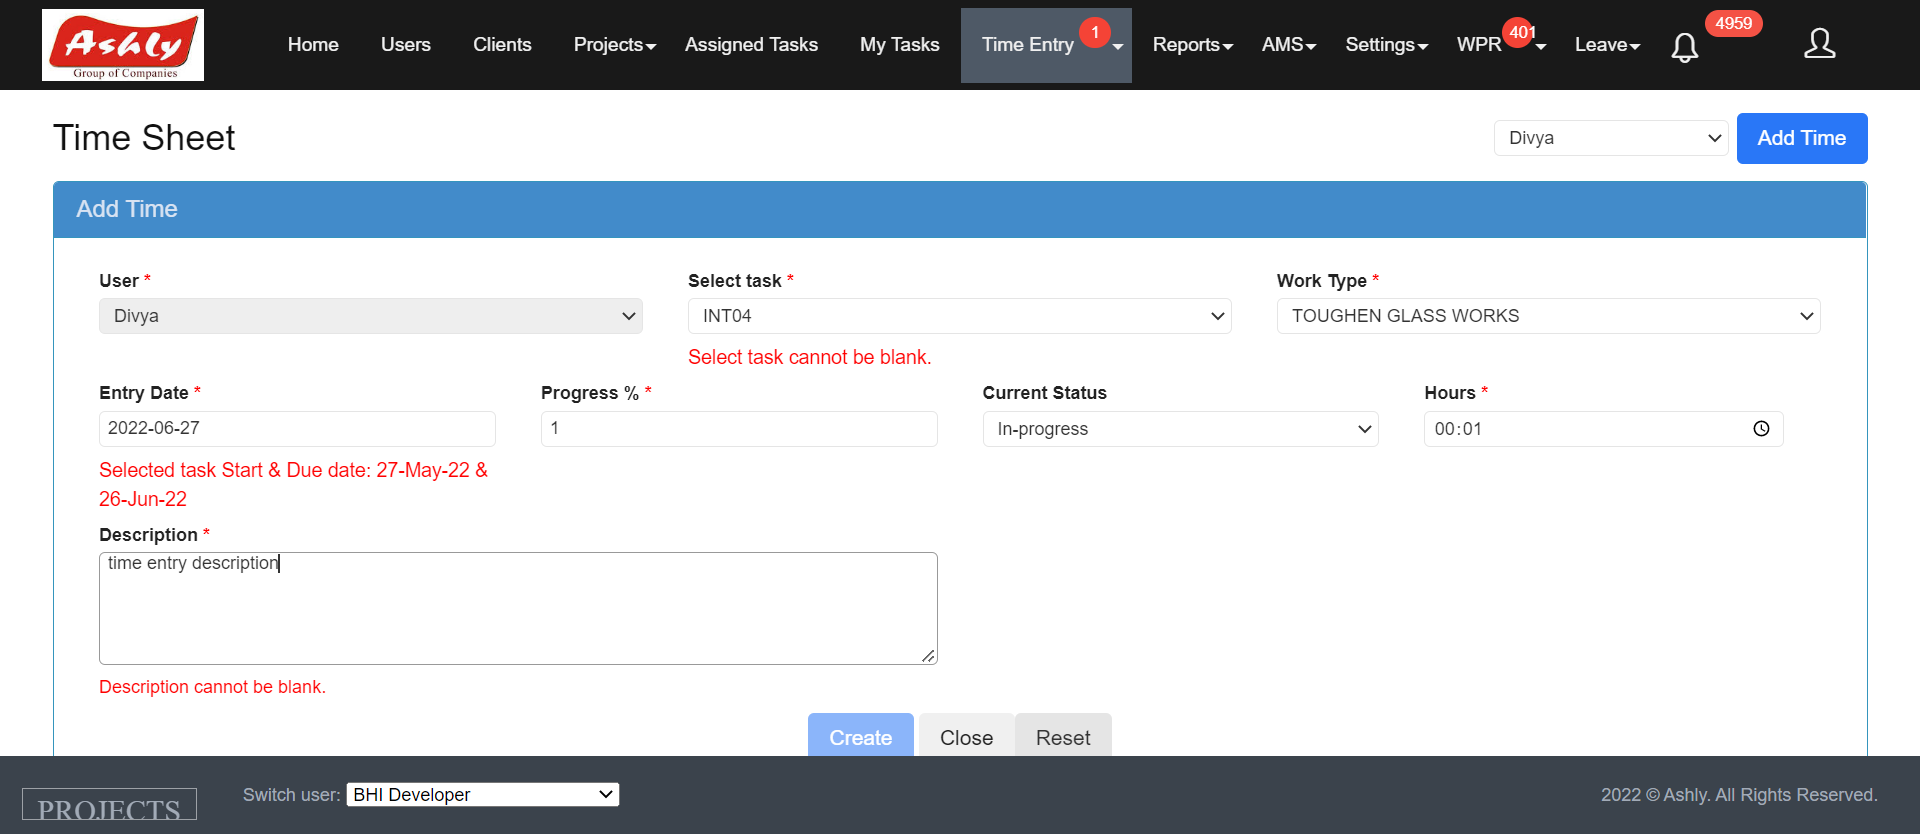 Ashly
Group of Companies
Home Users Clients Projects Assigned Tasks My Tasks Time Entry 1 Reports AMS Settings WPR 401 Leave 4959
Time Sheet
Divya Add Time
Add Time
User * Select task * Work Type *
Divya INT04 TOUGHEN GLASS WORKS
Select task cannot be blank.
Entry Date * Progress % * Current Status Hours *
2022-06-27 1 In-progress 00:01
Selected task Start & Due date: 27-May-22 &
26-Jun-22
Description *
time entry description
Description cannot be blank.
Create Close Reset
PROJECTS Switch user: BHI Developer 2022 © Ashly. All Rights Reserved.